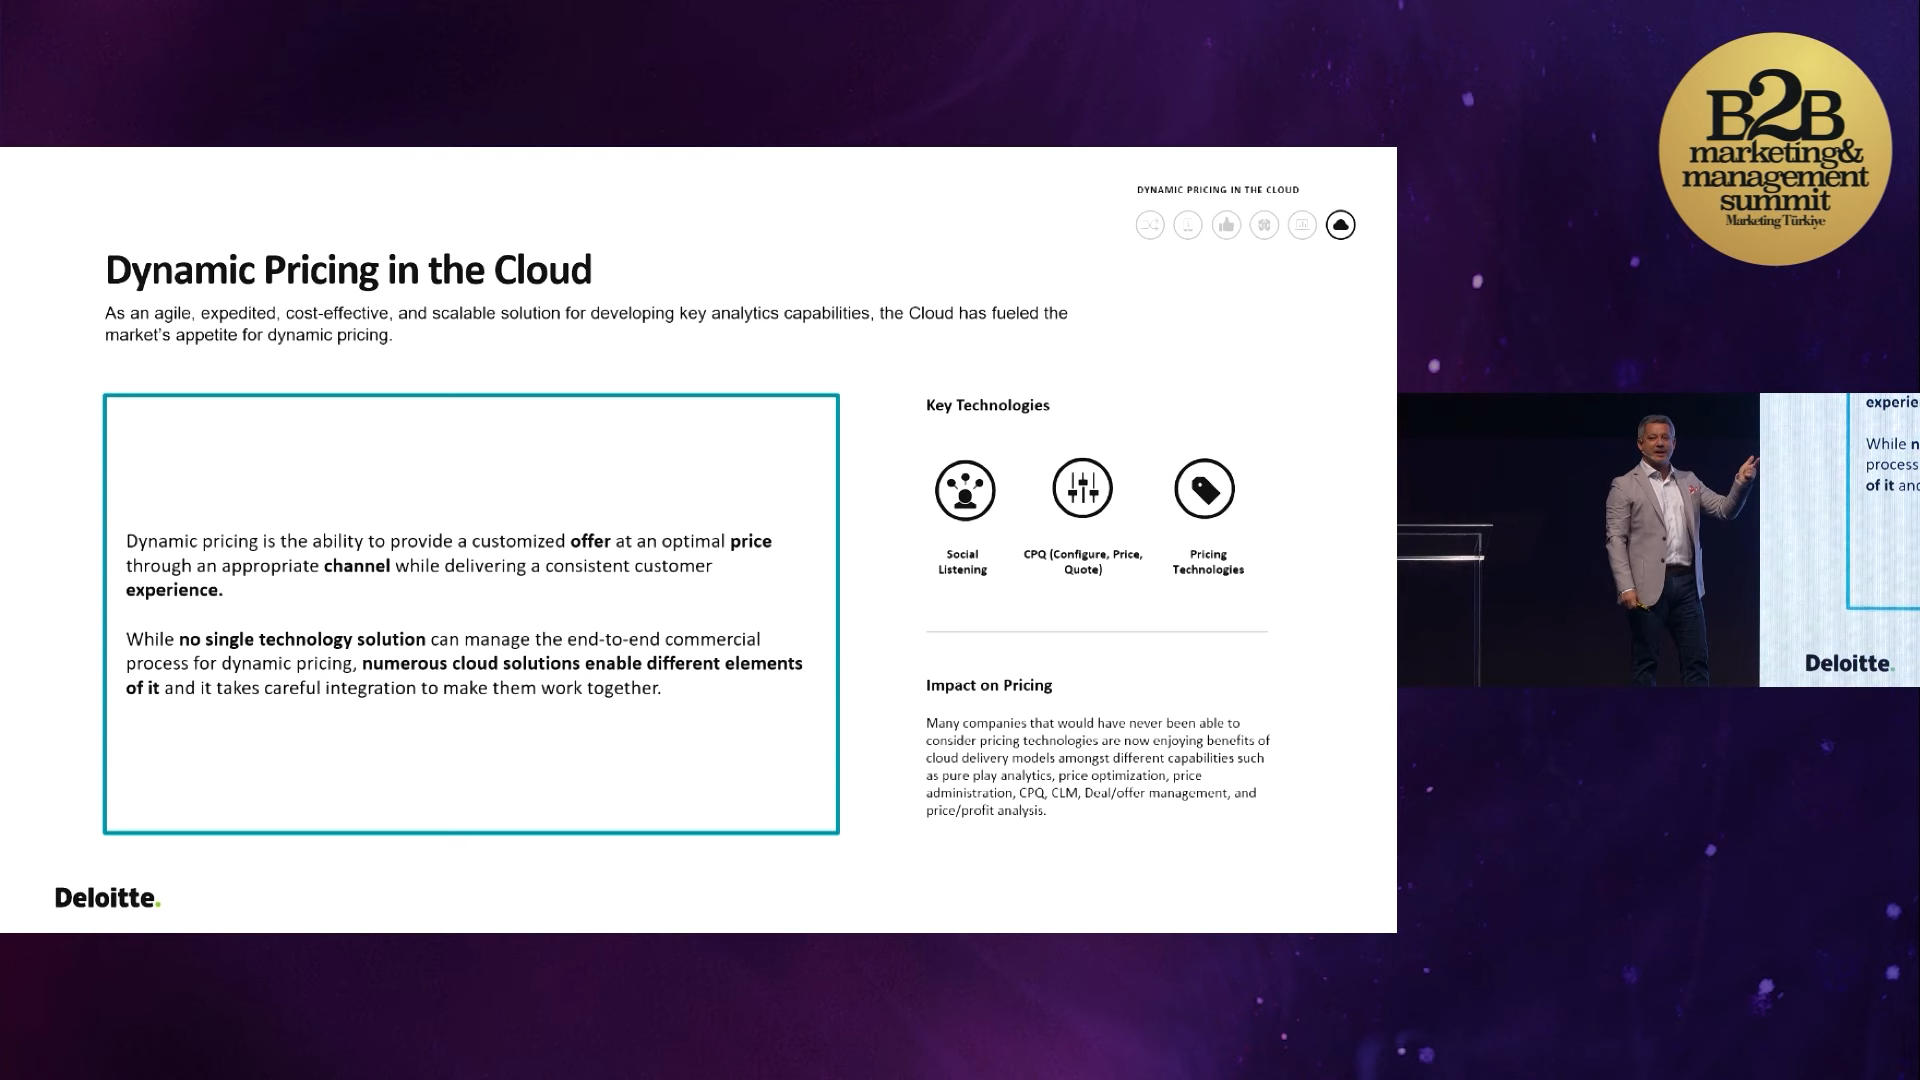 B2B
marketing&
management
summit
Marketing Türkiye
DYNAMIC PRICING IN THE CLOUD
Dynamic Pricing in the Cloud
As an agile, expedited, cost-effective, and scalable solution for developing key analytics capabilities, the Cloud has fueled the
market’s appetite for dynamic pricing.
Dynamic pricing is the ability to provide a customized offer at an optimal price
through an appropriate channel while delivering a consistent customer
experience.
While no single technology solution can manage the end-to-end commercial
process for dynamic pricing, numerous cloud solutions enable different elements
of it and it takes careful integration to make them work together.
Key Technologies
Social
Listening
CPQ (Configure, Price,
Quote)
Pricing
Technologies
Impact on Pricing
Many companies that would have never been able to
consider pricing technologies are now enjoying benefits of
cloud delivery models amongst different capabilities such
as pure play analytics, price optimization, price
administration, CPQ, CLM, Deal/offer management, and
price/profit analysis.
Deloitte.
experie
While n
process
of it and
Deloitte.